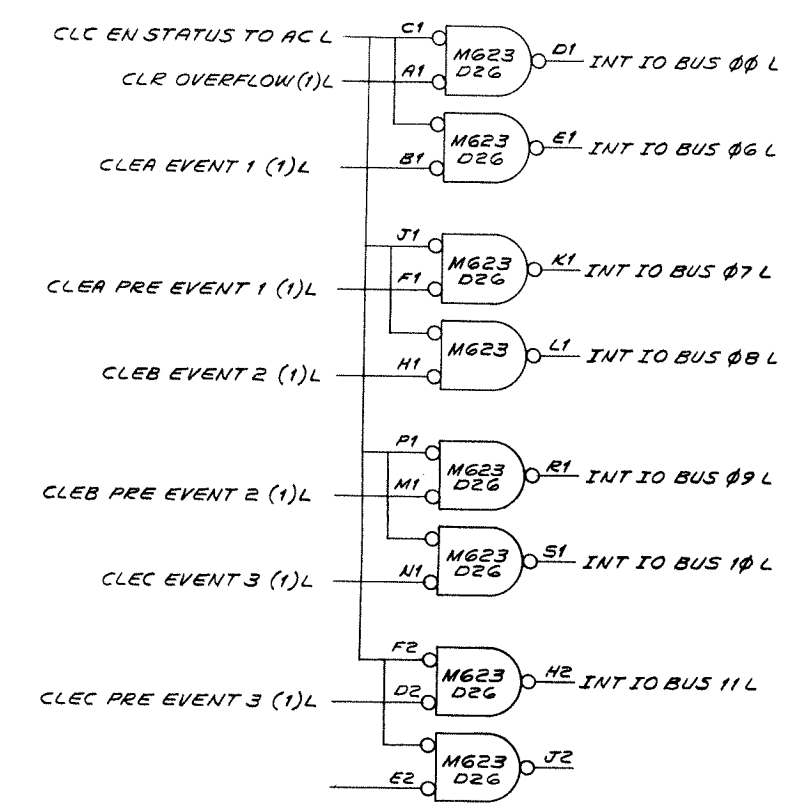 CLC EN STATUS TO AC L
C1
M623
D26
D1
INT IO BUS ØØ L
CLR OVERFLOW(1)L
A1
M623
D26
E1
INT IO BUS Ø6 L
CLEA EVENT 1 (1)L
B1
J1
M623
D26
K1
INT IO BUS Ø7 L
CLEA PRE EVENT 1 (1)L
F1
M623
L1
INT IO BUS Ø8 L
CLEB EVENT 2 (1)L
H1
P1
M623
D26
R1
INT IO BUS Ø9 L
CLEB PRE EVENT 2 (1)L
M1
M623
D26
S1
INT IO BUS 1Ø L
CLEC EVENT 3 (1)L
N1
F2
M623
D26
H2
INT IO BUS 11 L
CLEC PRE EVENT 3 (1)L
D2
M623
D26
J2
E2